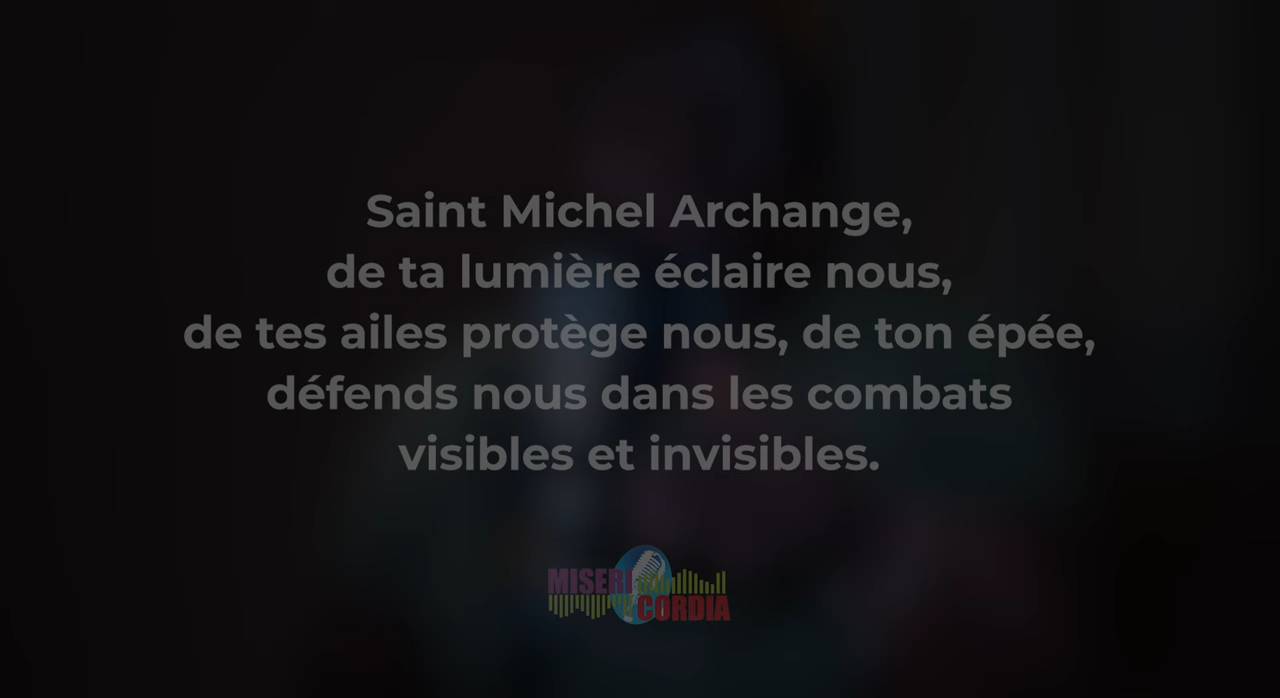 Saint Michel Archange,
de ta lumière éclaire nous,
de tes ailes protège nous, de ton épée,
défends nous dans les combats
visibles et invisibles.
MISERI
CORDIA